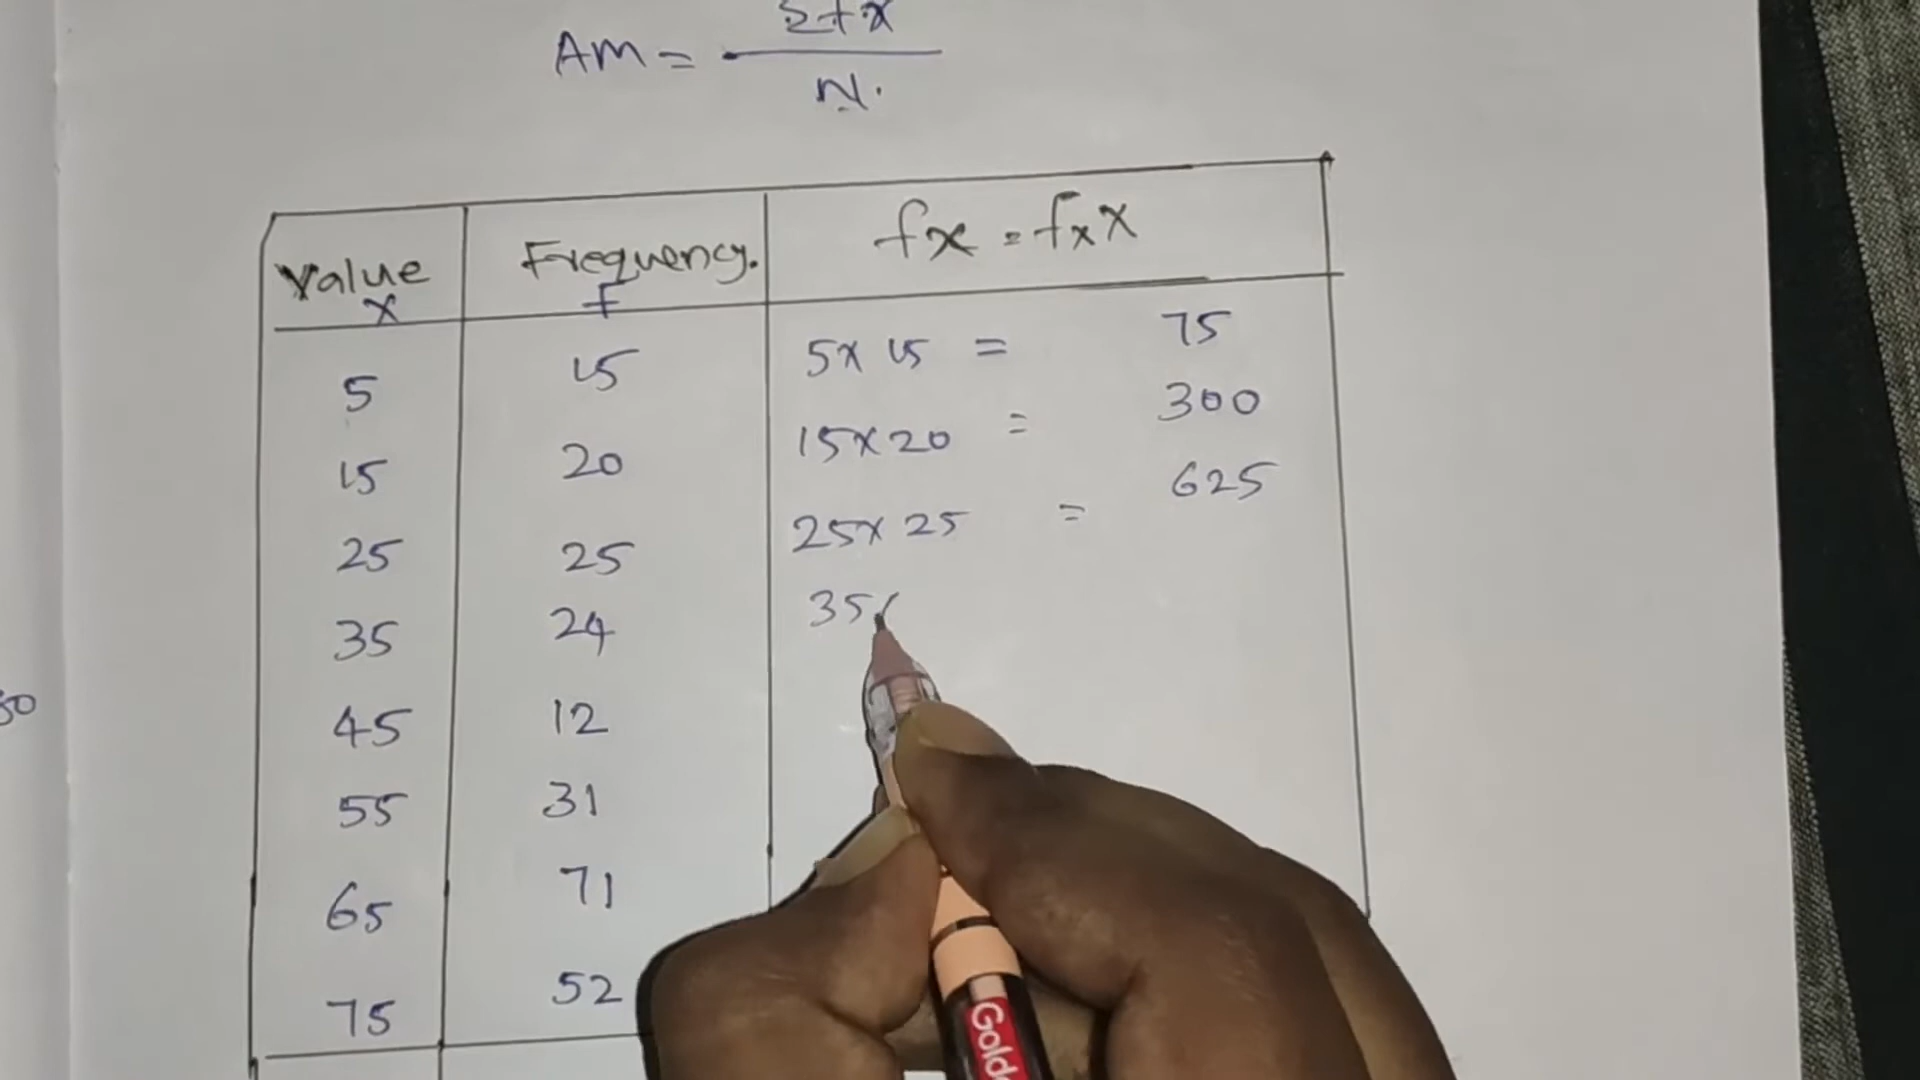 AM = Σfx
N.
Value Frequency. fx = f x X
x F
5 15 5 x 15 = 75
15 20 15 x 20 = 300
25 25 25 x 25 = 625
35 24 35
45 12
55 31
65 71
75 52
Gold